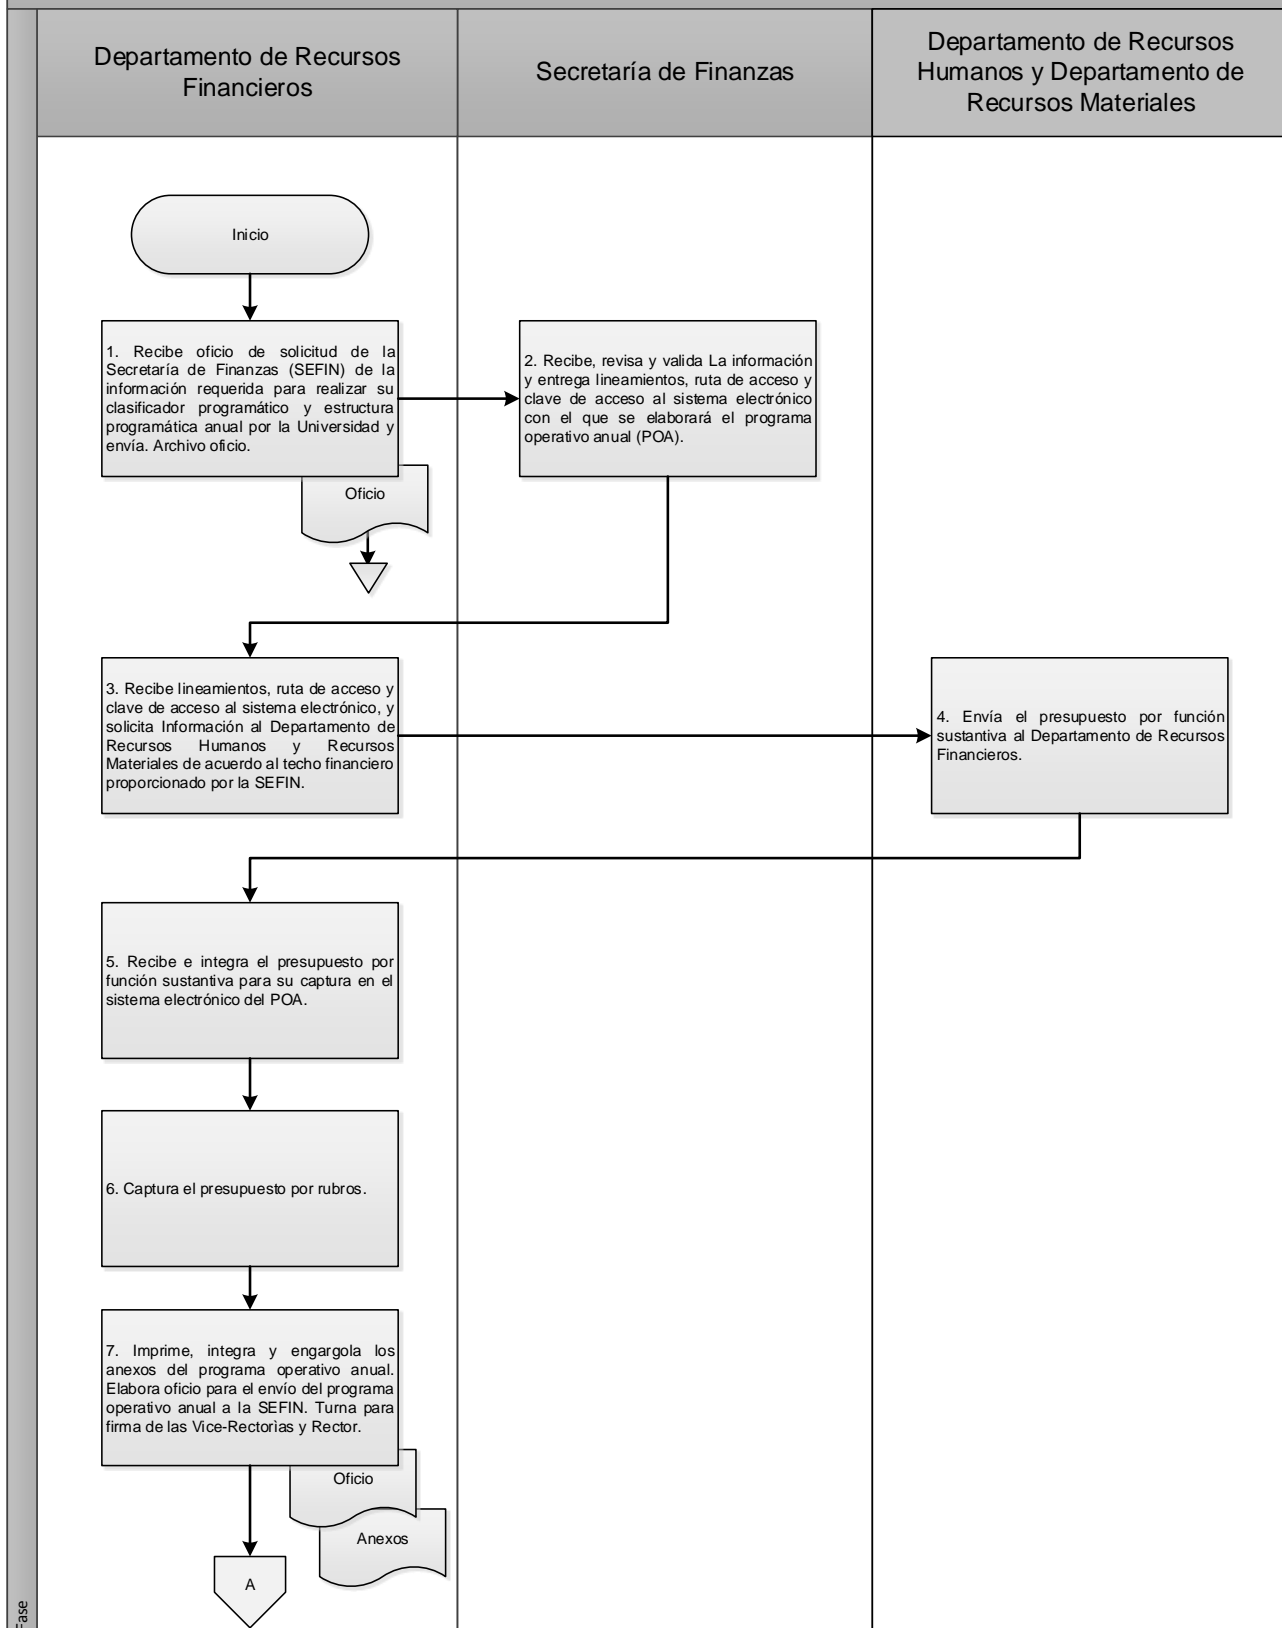 Departamento de Recursos
Financieros
Secretaría de Finanzas
Departamento de Recursos
Humanos y Departamento de
Recursos Materiales
Inicio
1. Recibe oficio de solicitud de la
Secretaría de Finanzas (SEFIN) de la
información requerida para realizar su
clasificador programático y estructura
programática anual por la Universidad y
envía. Archivo oficio.
2. Recibe, revisa y valida La información
y entrega lineamientos, ruta de acceso y
clave de acceso al sistema electrónico
con el que se elaborará el programa
operativo anual (POA).
Oficio
3. Recibe lineamientos, ruta de acceso y
clave de acceso al sistema electrónico, y
solicita Información al Departamento de
Recursos Humanos y Recursos
Materiales de acuerdo al techo financiero
proporcionado por la SEFIN.
4. Envía el presupuesto por función
sustantiva al Departamento de Recursos
Financieros.
5. Recibe e integra el presupuesto por
función sustantiva para su captura en el
sistema electrónico del POA.
6. Captura el presupuesto por rubros.
7. Imprime, integra y engargola los
anexos del programa operativo anual.
Elabora oficio para el envío del programa
operativo anual a la SEFIN. Turna para
firma de las Vice-Rectorìas y Rector.
Oficio
Anexos
A
Fase